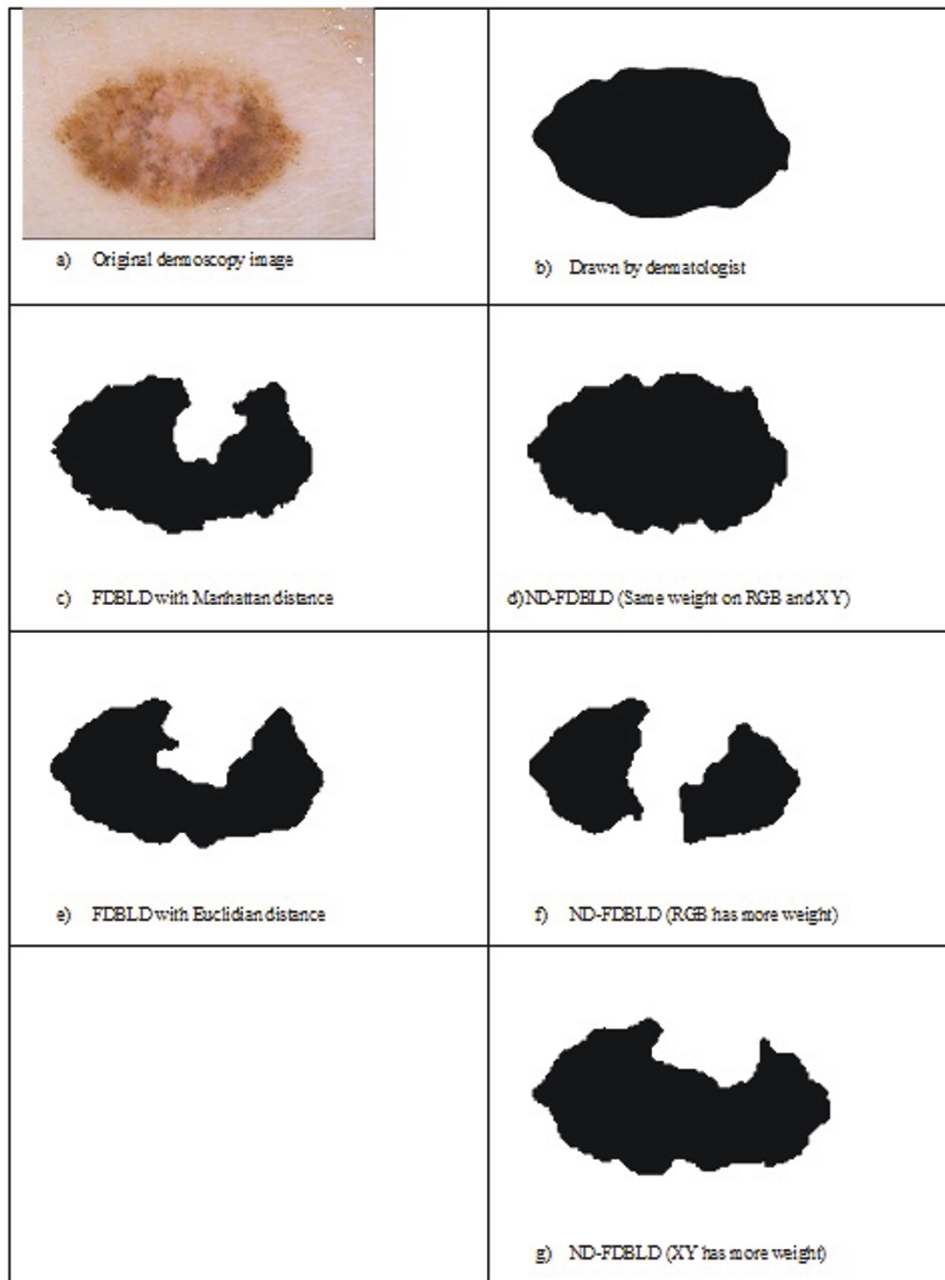 a) Original dermoscopy image
b) Drawn by dermatologist
c) FDBLD with Manhattan distance
d)ND-FDBLD (Same weight on RGB and XY)
e) FDBLD with Euclidian distance
f) ND-FDBLD (RGB has more weight)
g) ND-FDBLD (XY has more weight)